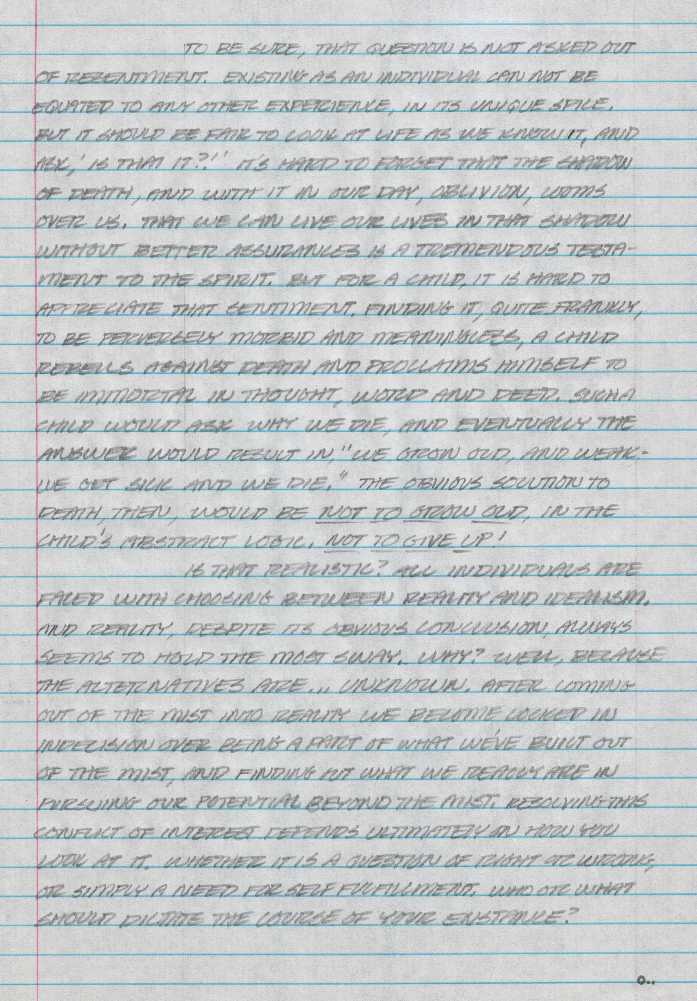 TO BE SURE, THAT QUESTION IS NOT ASKED OUT
OF RESENTMENT. EXISTING AS AN INDIVIDUAL CAN NOT BE
EQUATED TO ANY OTHER EXPERIENCE, IN ITS UNIQUE SPICE.
BUT IT SHOULD BE FAIR TO LOOK AT LIFE AS WE KNOW IT, AND
ASK, 'IS THAT IT?!' IT'S HARD TO FORGET THAT THE SHADOW
OF DEATH, AND WITH IT IN OUR DAY, OBLIVION, LOOMS
OVER US. THAT WE CAN LIVE OUR LIVES IN THAT SHADOW
WITHOUT BETTER ASSURANCES IS A TREMENDOUS TESTA-
MENT TO THE SPIRIT. BUT FOR A CHILD, IT IS HARD TO
APPRECIATE THAT SENTIMENT. FINDING IT, QUITE FRANKLY,
TO BE PERVERSELY MORBID AND MEANINGLESS, A CHILD
REBELLS AGAINST DEATH AND PROCLAIMS HIMSELF TO
BE IMMORTAL IN THOUGHT, WORD AND DEED. SUCH A
CHILD WOULD ASK WHY WE DIE, AND EVENTUALLY THE
ANSWER WOULD RESULT IN, "WE GROW OLD, AND WEAK-
WE GET SICK AND WE DIE." THE OBVIOUS SOLUTION TO
DEATH, THEN, WOULD BE NOT TO GROW OLD, IN THE
CHILD'S ABSTRACT LOGIC. NOT TO GIVE UP!
IS THAT REALISTIC? ALL INDIVIDUALS ARE
FACED WITH CHOOSING BETWEEN REALITY AND IDEALISM.
AND REALITY, DESPITE ITS OBVIOUS CONCLUSION, ALWAYS
SEEMS TO HOLD THE MOST SWAY. WHY? WELL, BECAUSE
THE ALTERNATIVES ARE... UNKNOWN. AFTER COMING
OUT OF THE MIST INTO REALITY WE BECOME LOCKED IN
INDECISION OVER BEING A PART OF WHAT WE'VE BUILT OUT
OF THE MIST, AND FINDING OUT WHAT WE REALLY ARE IN
PURSUING OUR POTENTIAL BEYOND THE MIST. RESOLVING THIS
CONFLICT OF INTEREST DEPENDS ULTIMATELY ON HOW YOU
LOOK AT IT. WHETHER IT IS A QUESTION OF RIGHT OR WRONG,
OR SIMPLY A NEED FOR SELF FULFILLMENT. WHO OR WHAT
SHOULD DICTATE THE COURSE OF YOUR EXISTANCE?
0..